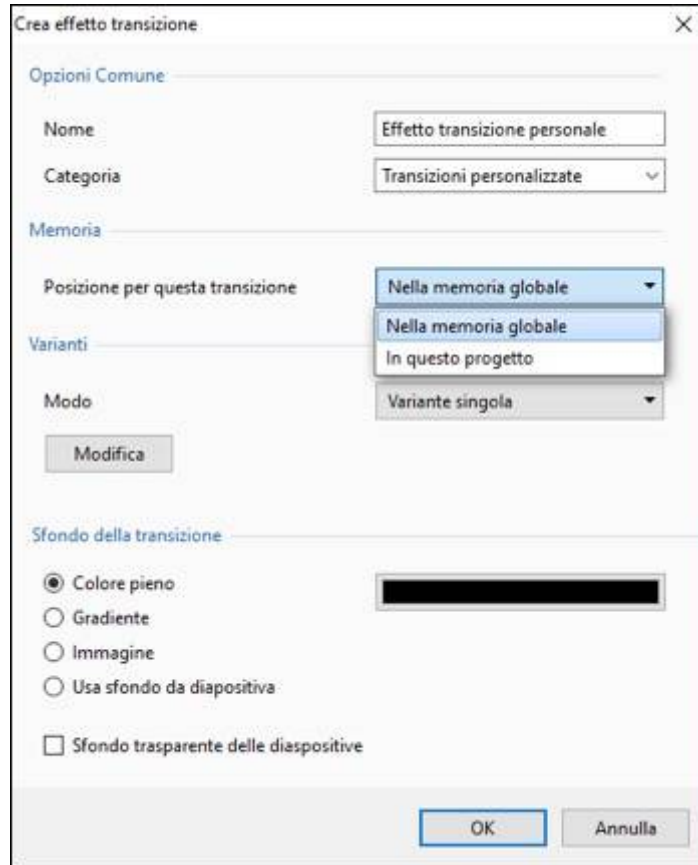 Crea effetto transizione
Opzioni Comune
Nome Effetto transizione personale
Categoria Transizioni personalizzate
Memoria
Posizione per questa transizione Nella memoria globale
Nella memoria globale
Varianti
In questo progetto
Modo Variante singola
Modifica
Sfondo della transizione
Colore pieno
Gradiente
Immagine
Usa sfondo da diapositiva
Sfondo trasparente delle diaspositive
OK Annulla